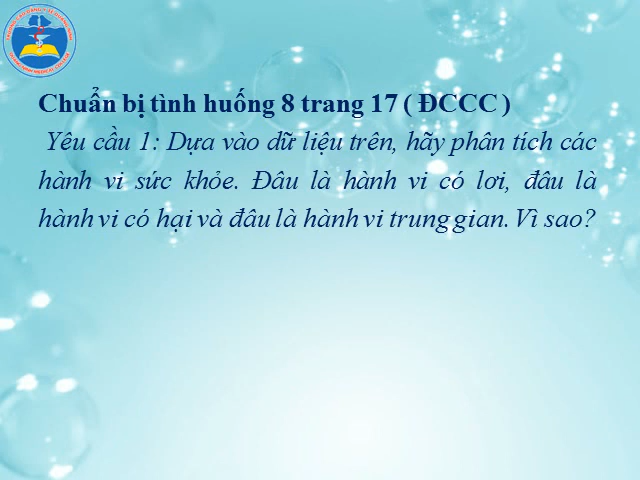 Chuẩn bị tình huống 8 trang 17 ( ĐCCC )
Yêu cầu 1: Dựa vào dữ liệu trên, hãy phân tích các
hành vi sức khỏe. Đâu là hành vi có lợi, đâu là
hành vi có hại và đâu là hành vi trung gian. Vì sao?